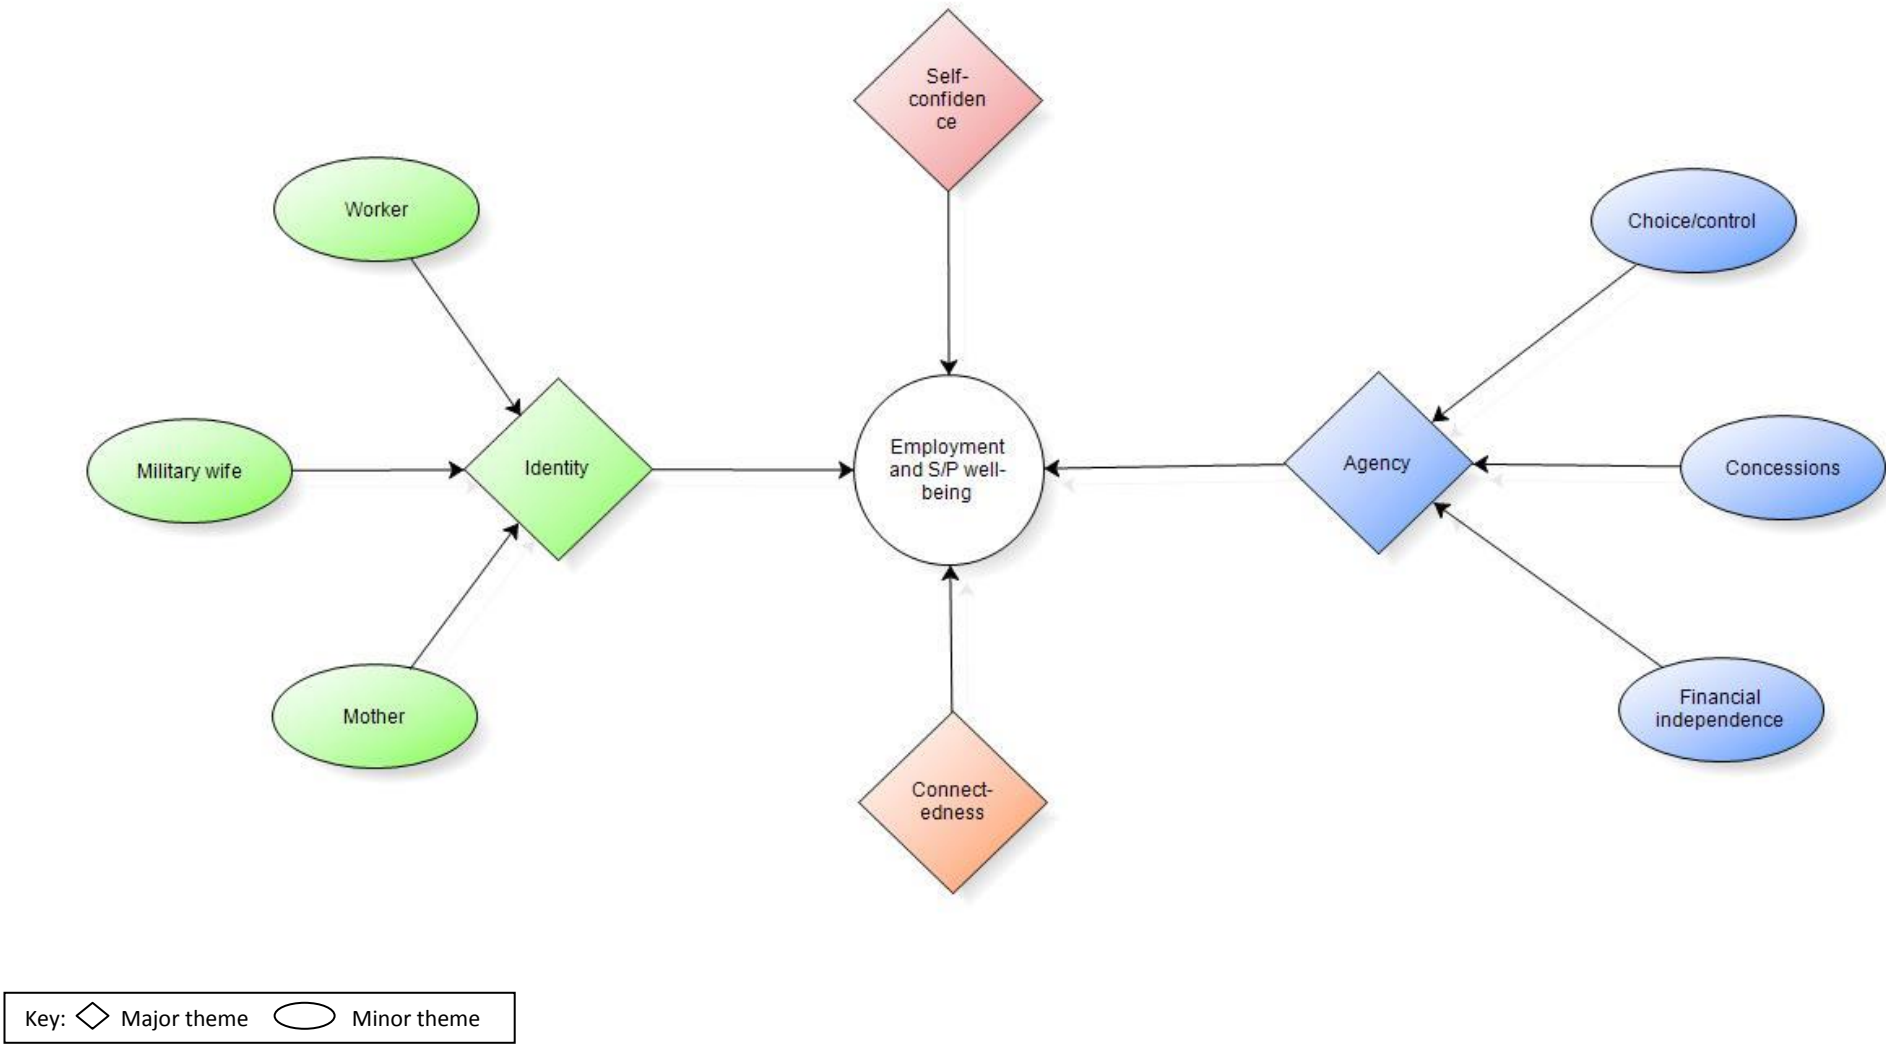 Self-
confiden
ce
Worker
Choice/control
Military wife
Identity
Employment
and S/P well-
being
Agency
Concessions
Mother
Financial
independence
Connect-
edness
Key: Major theme Minor theme